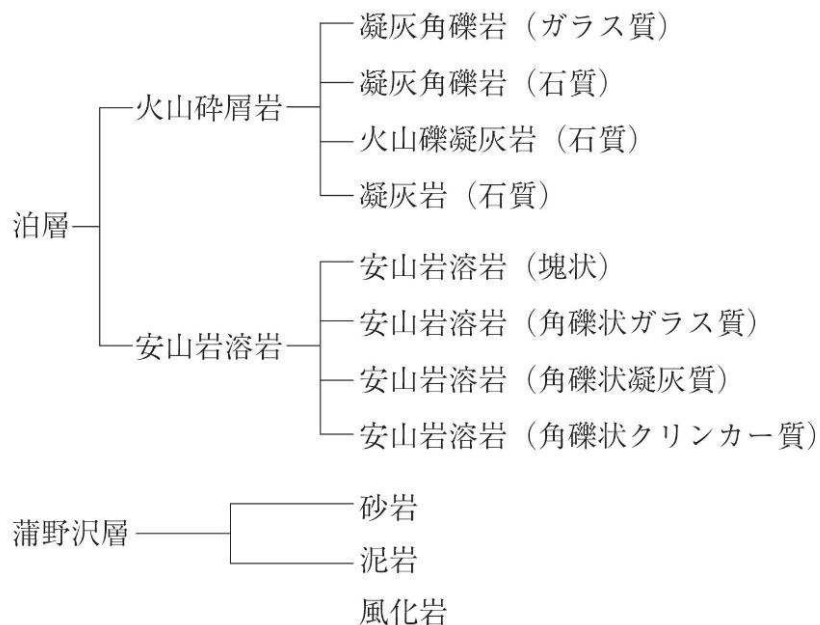 凝灰角礫岩（ガラス質）
凝灰角礫岩（石質）
火山砕屑岩
火山礫凝灰岩（石質）
凝灰岩（石質）
泊層
安山岩溶岩（塊状）
安山岩溶岩（角礫状ガラス質）
安山岩溶岩
安山岩溶岩（角礫状凝灰質）
安山岩溶岩（角礫状クリンカー質）
砂岩
蒲野沢層
泥岩
風化岩